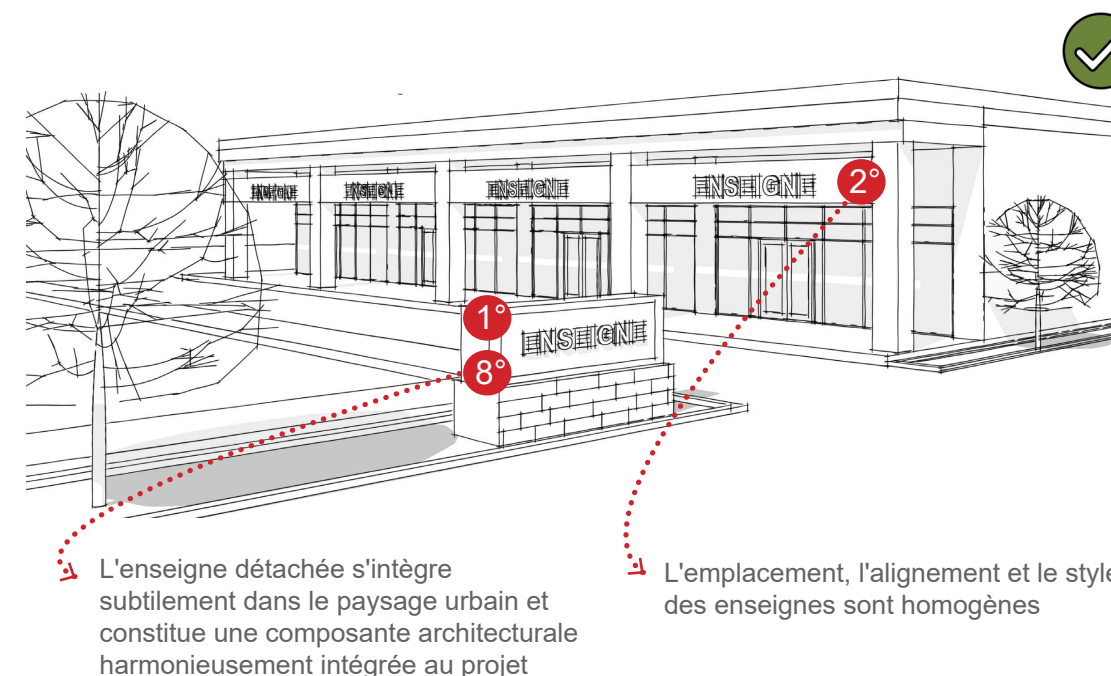 ENSEIGNE
ENSEIGNE
ENSEIGNE
ENSEIGNE
2°
1°
ENSEIGNE
8°
L'enseigne détachée s'intègre
subtilement dans le paysage urbain et
constitue une composante architecturale
harmonieusement intégrée au projet
L'emplacement, l'alignement et le style
des enseignes sont homogènes